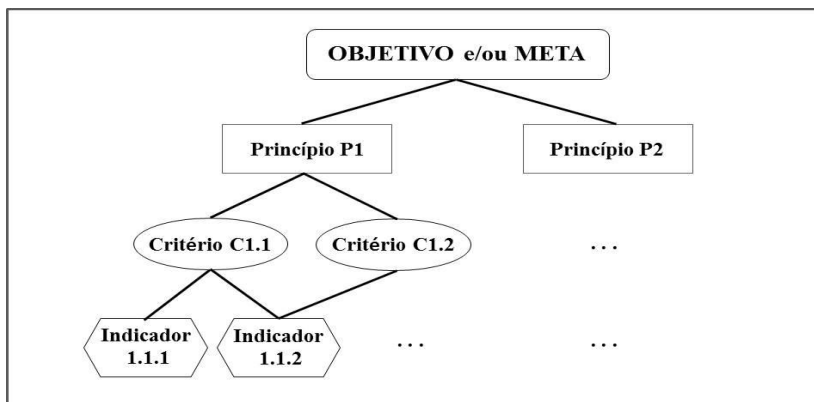 OBJETIVO e/ou META
Princípio P1
Princípio P2
Critério C1.1
Critério C1.2
...
Indicador
1.1.1
Indicador
1.1.2
...
...